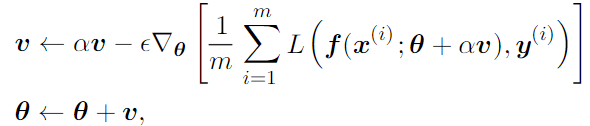 v ← αv − ϵ∇_θ [ 1/m ∑_{i=1}^{m} L( f(x^{(i)}; θ + αv), y^{(i)} ) ]
θ ← θ + v,